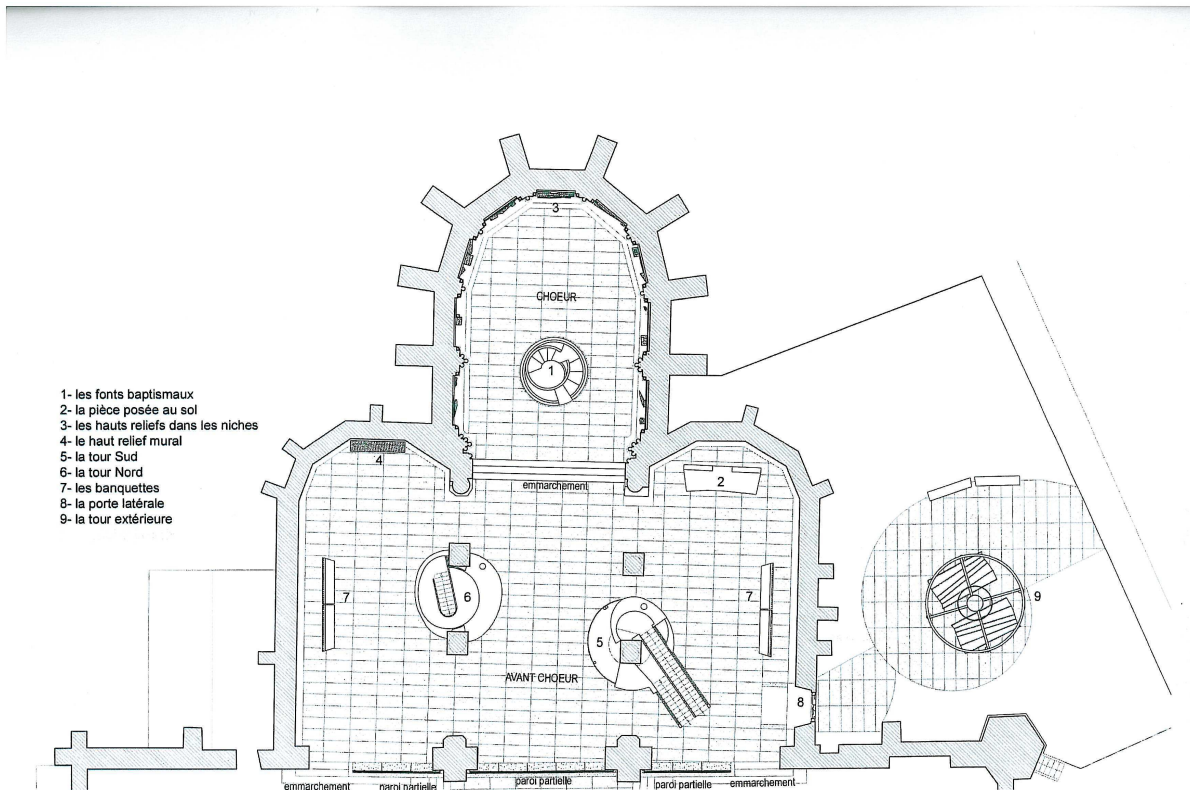 3
CHOEUR
1
1- les fonts baptismaux
2- la pièce posée au sol
3- les hauts reliefs dans les niches
4- le haut relief mural
5- la tour Sud
6- la tour Nord
7- les banquettes
8- la porte latérale
9- la tour extérieure
4
emmarchement
2
7
6
7
9
5
AVANT CHOEUR
8
emmarchement
paroi partielle
paroi partielle
paroi partielle
emmarchement